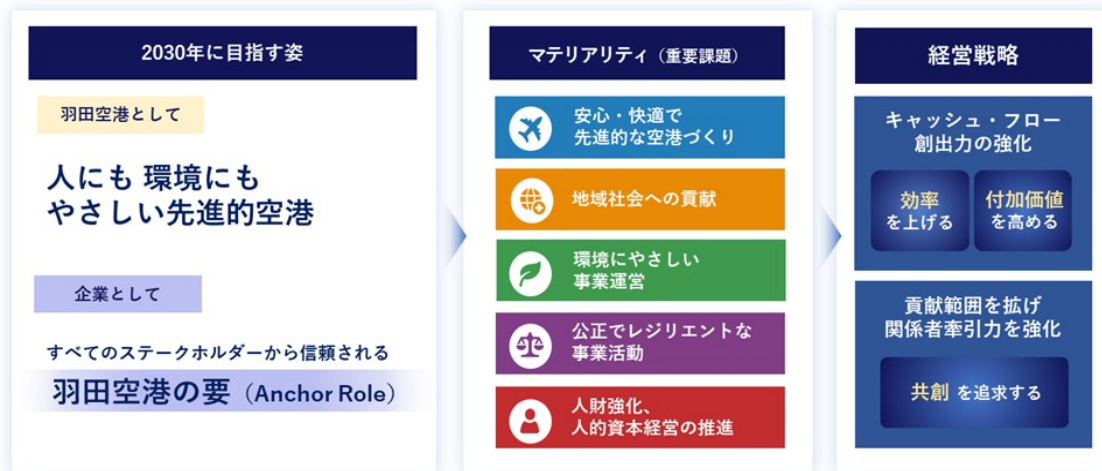 2030年に目指す姿
羽田空港として
人にも 環境にも
やさしい先進的空港
企業として
すべてのステークホルダーから信頼される
羽田空港の要（Anchor Role）
マテリアリティ（重要課題）
安心・快適で
先進的な空港づくり
地域社会への貢献
環境にやさしい
事業運営
公正でレジリエントな
事業活動
人財強化、
人的資本経営の推進
経営戦略
キャッシュ・フロー
創出力の強化
効率
を上げる
付加価値
を高める
貢献範囲を拡げ
関係者牽引力を強化
共創 を追求する